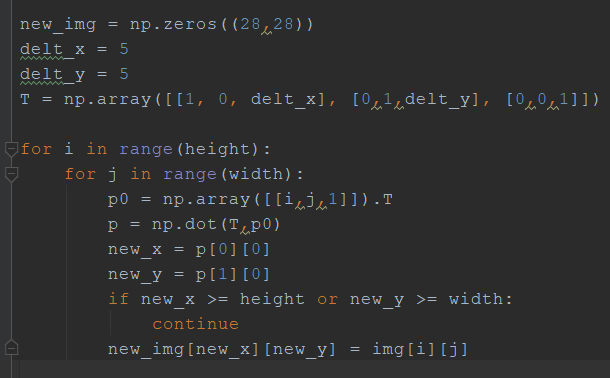 new_img = np.zeros((28,28))
delt_x = 5
delt_y = 5
T = np.array([[1, 0, delt_x], [0,1,delt_y], [0,0,1]])
for i in range(height):
    for j in range(width):
        p0 = np.array([[i,j,1]]).T
        p = np.dot(T,p0)
        new_x = p[0][0]
        new_y = p[1][0]
        if new_x >= height or new_y >= width:
            continue
        new_img[new_x][new_y] = img[i][j]